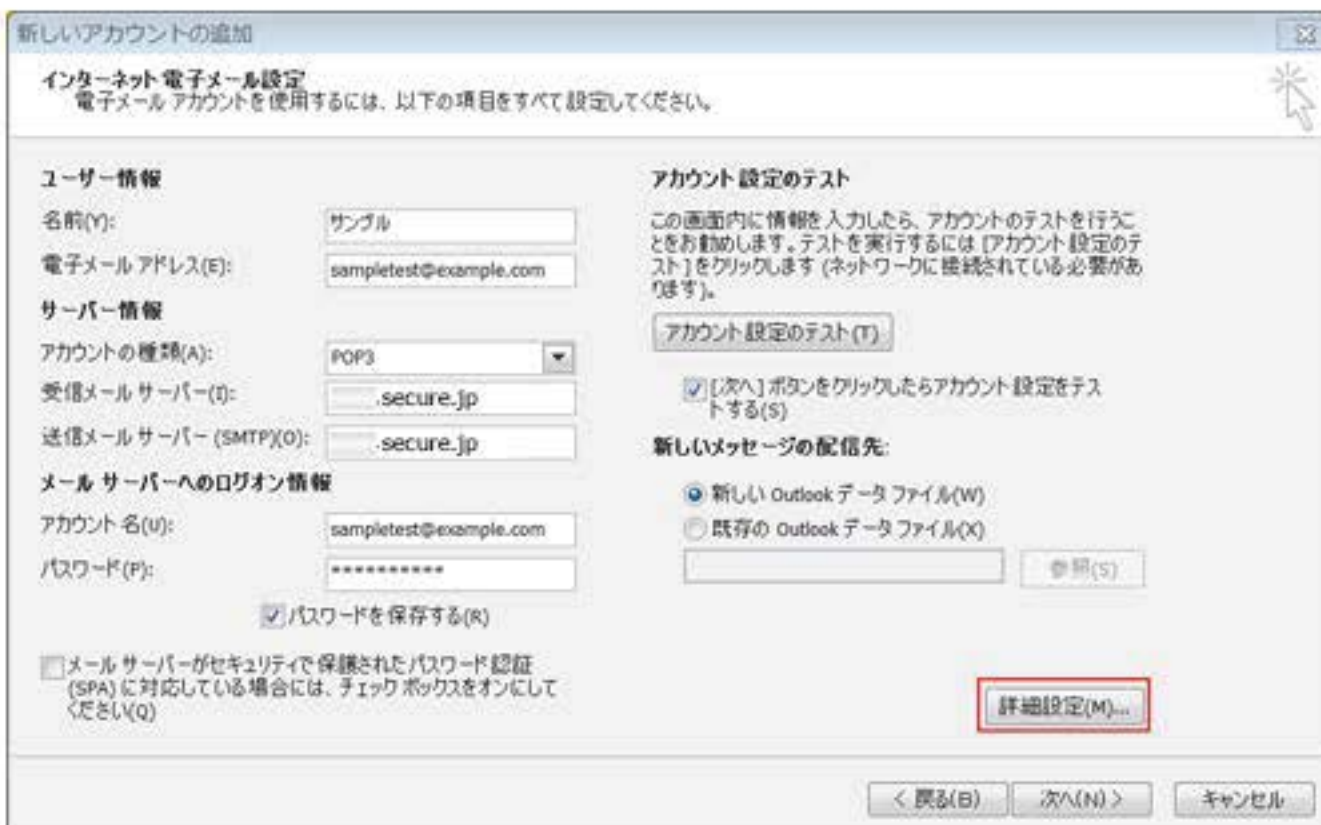 新しいアカウントの追加
インターネット電子メール設定
電子メール アカウントを使用するには、以下の項目をすべて設定してください。
ユーザー情報
名前(Y):
サンプル
電子メール アドレス(E):
sampletest@example.com
サーバー情報
アカウントの種類(A):
POP3
受信メール サーバー(I):
.secure.jp
送信メール サーバー (SMTP)(O):
.secure.jp
メール サーバーへのログオン情報
アカウント名(U):
sampletest@example.com
パスワード(P):
**********
パスワードを保存する(R)
メール サーバーがセキュリティで保護されたパスワード認証
(SPA) に対応している場合には、チェック ボックスをオンにして
ください(Q)
アカウント設定のテスト
この画面内に情報を入力したら、アカウントのテストを行うこ
とをお勧めします。テストを実行するには [アカウント設定のテ
スト] をクリックします (ネットワークに接続されている必要があ
ります)。
アカウント設定のテスト(T)
[次へ] ボタンをクリックしたらアカウント設定をテス
トする(S)
新しいメッセージの配信先:
新しい Outlook データ ファイル(W)
既存の Outlook データ ファイル(X)
参照(S)
詳細設定(M)...
< 戻る(B)
次へ(N) >
キャンセル